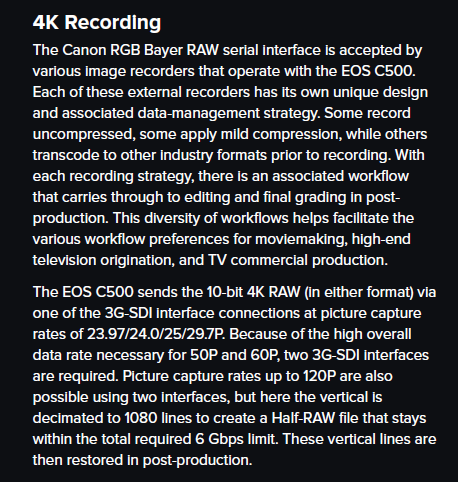 4K Recording
The Canon RGB Bayer RAW serial interface is accepted by
various image recorders that operate with the EOS C500.
Each of these external recorders has its own unique design
and associated data-management strategy. Some record
uncompressed, some apply mild compression, while others
transcode to other industry formats prior to recording. With
each recording strategy, there is an associated workflow
that carries through to editing and final grading in post-
production. This diversity of workflows helps facilitate the
various workflow preferences for moviemaking, high-end
television origination, and TV commercial production.
The EOS C500 sends the 10-bit 4K RAW (in either format) via
one of the 3G-SDI interface connections at picture capture
rates of 23.97/24.0/25/29.7P. Because of the high overall
data rate necessary for 50P and 60P, two 3G-SDI interfaces
are required. Picture capture rates up to 120P are also
possible using two interfaces, but here the vertical is
decimated to 1080 lines to create a Half-RAW file that stays
within the total required 6 Gbps limit. These vertical lines are
then restored in post-production.